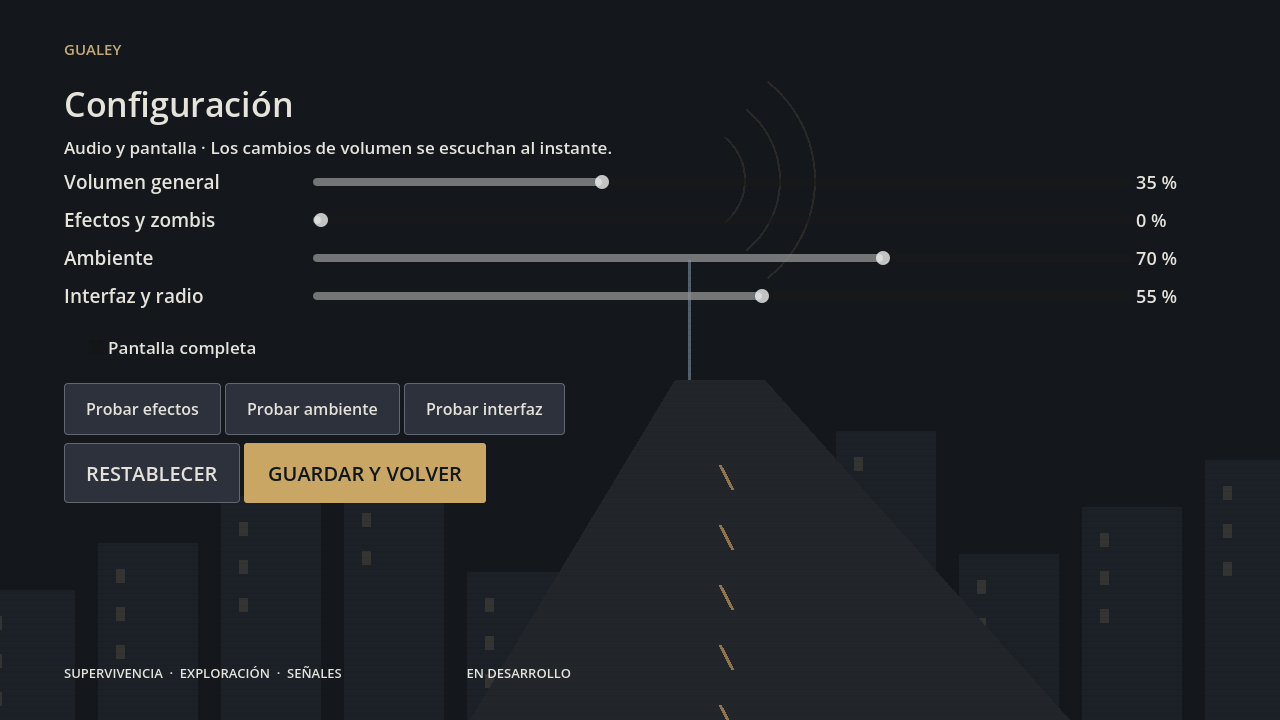 GUALEY
Configuración
Audio y pantalla · Los cambios de volumen se escuchan al instante.
Volumen general 35 %
Efectos y zombis 0 %
Ambiente 70 %
Interfaz y radio 55 %
Pantalla completa
Probar efectos Probar ambiente Probar interfaz
RESTABLECER GUARDAR Y VOLVER
SUPERVIVENCIA · EXPLORACIÓN · SEÑALES EN DESARROLLO